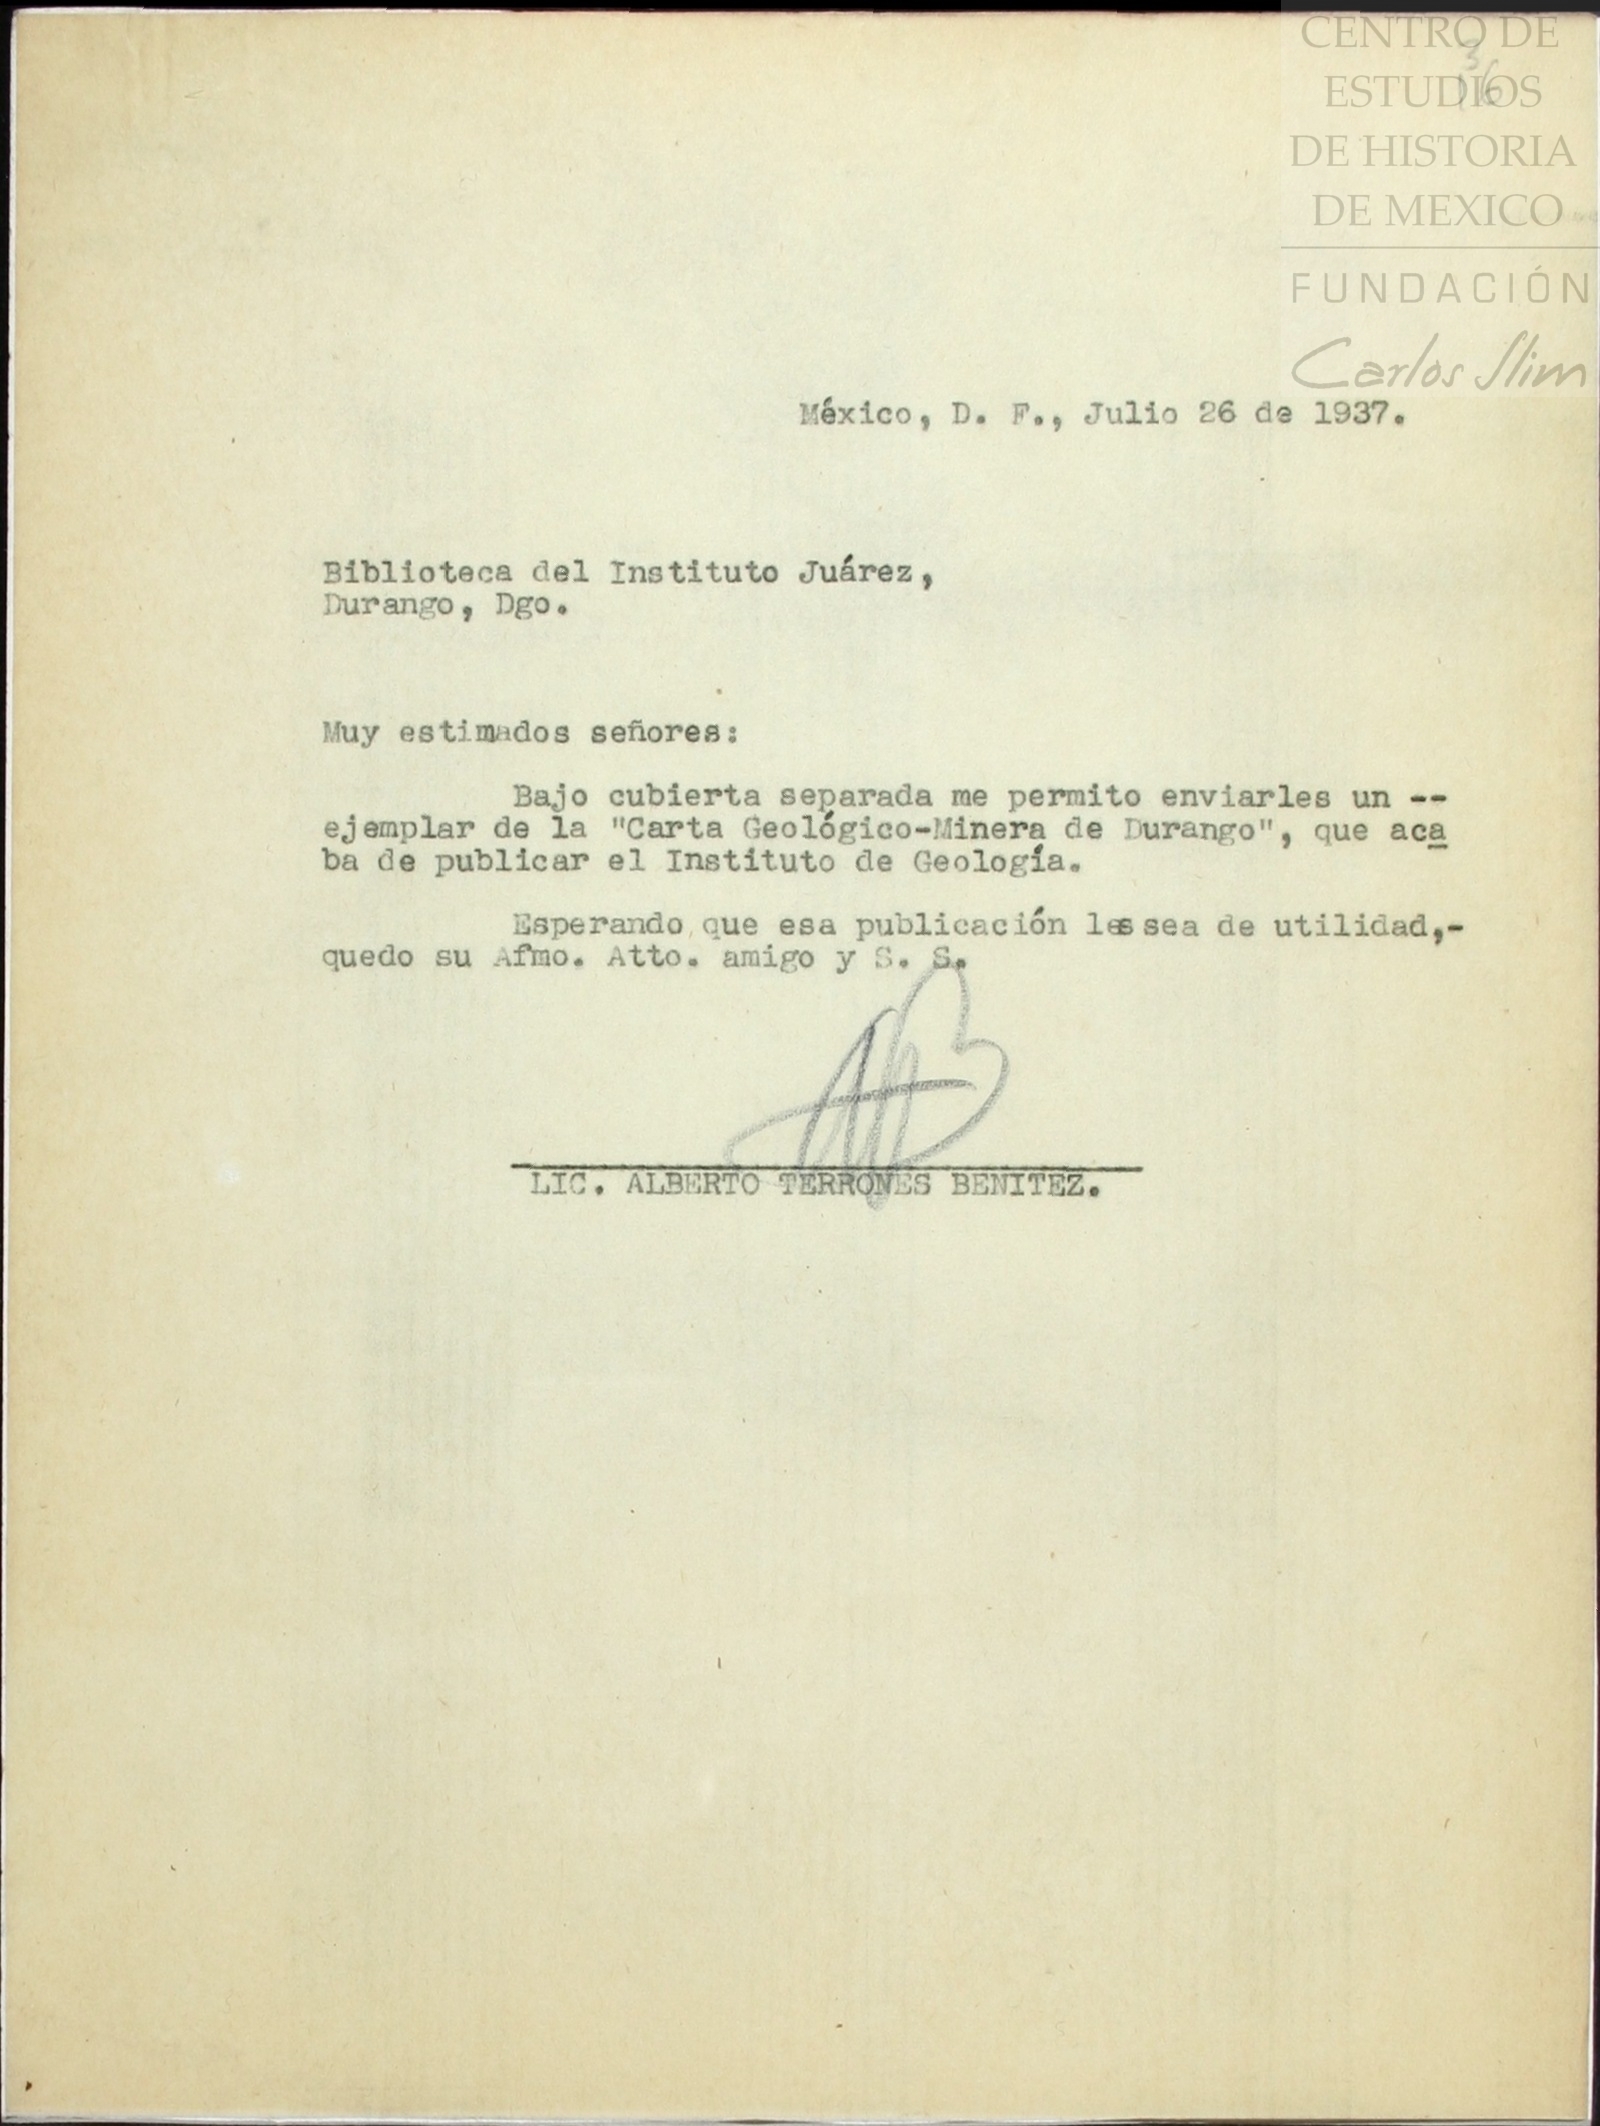 CENTRO DE
ESTUDIOS
DE HISTORIA
DE MEXICO
FUNDACIÓN
Carlos Slim
36
México, D. F., Julio 26 de 1937.
Biblioteca del Instituto Juárez,
Durango, Dgo.
Muy estimados señores:
Bajo cubierta separada me permito enviarles un --
ejemplar de la "Carta Geológico-Minera de Durango", que aca
ba de publicar el Instituto de Geología.
Esperando que esa publicación les sea de utilidad,-
quedo su Afmo. Atto. amigo y S. S.
LIC. ALBERTO TERRONES BENITEZ.